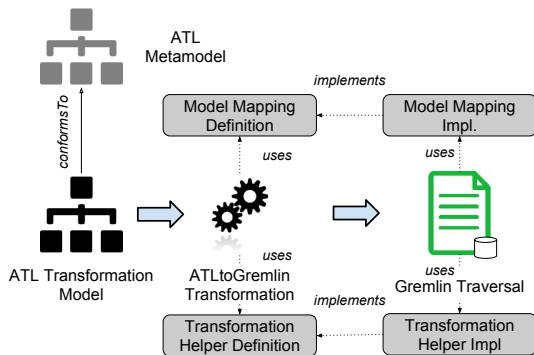 ATL
Metamodel
implements
Model Mapping
Definition
Model Mapping
Impl.
conformsTo
uses
uses
uses
uses
ATL Transformation
Model
ATLtoGremlin
Transformation
Gremlin Traversal
implements
Transformation
Helper Definition
Transformation
Helper Impl